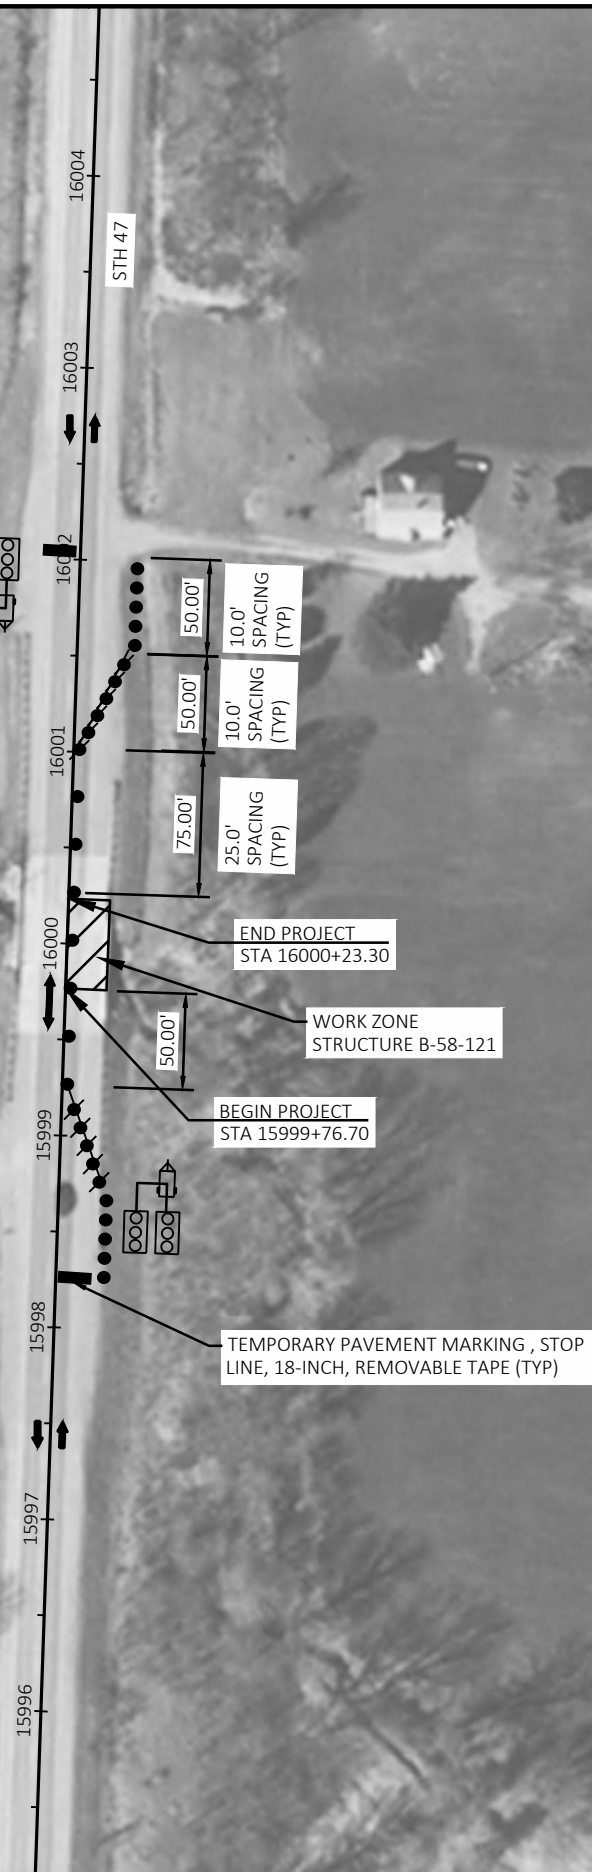 16004
STH 47
16003
16002
50.00'
10.0'
SPACING
(TYP)
50.00'
10.0'
SPACING
(TYP)
16001
75.00'
25.0'
SPACING
(TYP)
16000
END PROJECT
STA 16000+23.30
WORK ZONE
STRUCTURE B-58-121
50.00'
BEGIN PROJECT
STA 15999+76.70
15999
15998
TEMPORARY PAVEMENT MARKING , STOP
LINE, 18-INCH, REMOVABLE TAPE (TYP)
15997
15996